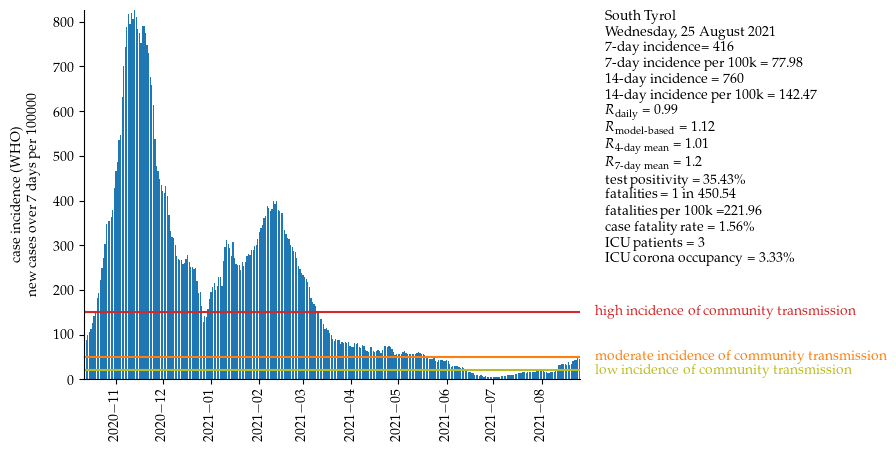 South Tyrol
Wednesday, 25 August 2021
7-day incidence= 416
7-day incidence per 100k = 77.98
14-day incidence = 760
14-day incidence per 100k = 142.47
R daily = 0.99
R model-based = 1.12
R 4-day mean = 1.01
R 7-day mean = 1.2
test positivity = 35.43%
fatalities = 1 in 450.54
fatalities per 100k =221.96
case fatality rate = 1.56%
ICU patients = 3
ICU corona occupancy = 3.33%
high incidence of community transmission
moderate incidence of community transmission
low incidence of community transmission
case incidence (WHO)
new cases over 7 days per 100000
800
700
600
500
400
300
200
100
0
2020−11
2020−12
2021−01
2021−02
2021−03
2021−04
2021−05
2021−06
2021−07
2021−08